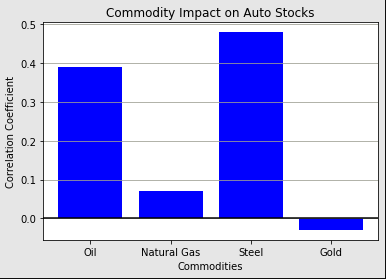 Commodity Impact on Auto Stocks
Correlation Coefficient
0.5
0.4
0.3
0.2
0.1
0.0
Oil Natural Gas Steel Gold
Commodities